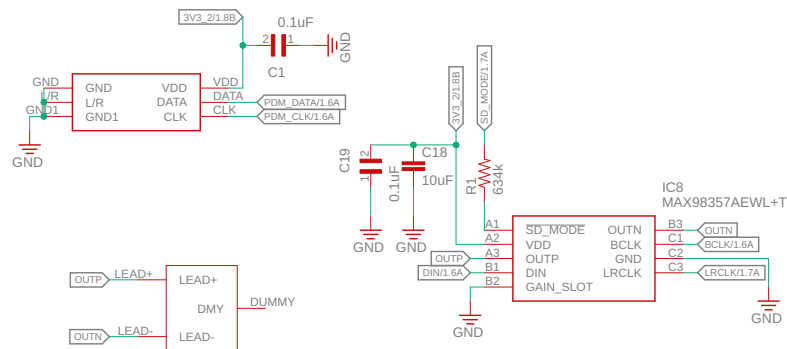 3V3_2/1.8B
0.1uF
2
1
GND
C1
GND
L/R
GND1
GND
L/R
GND1
VDD
DATA
CLK
VDD
DATA
CLK
PDM_DATA/1.6A
PDM_CLK/1.6A
GND
3V3_2/1.8B
SD_MODE/1.7A
C19
2
1
0.1uF
C18
10uF
R1
634k
GND
GND
IC8
MAX98357AEWL+T
A1
A2
A3
B1
B2
SD_MODE
VDD
OUTP
DIN
GAIN_SLOT
OUTN
BCLK
GND
LRCLK
B3
C1
C2
C3
OUTN
BCLK/1.6A
LRCLK/1.7A
OUTP
DIN/1.6A
GND
GND
OUTP
LEAD+
LEAD+
DMY
DUMMY
OUTN
LEAD-
LEAD-